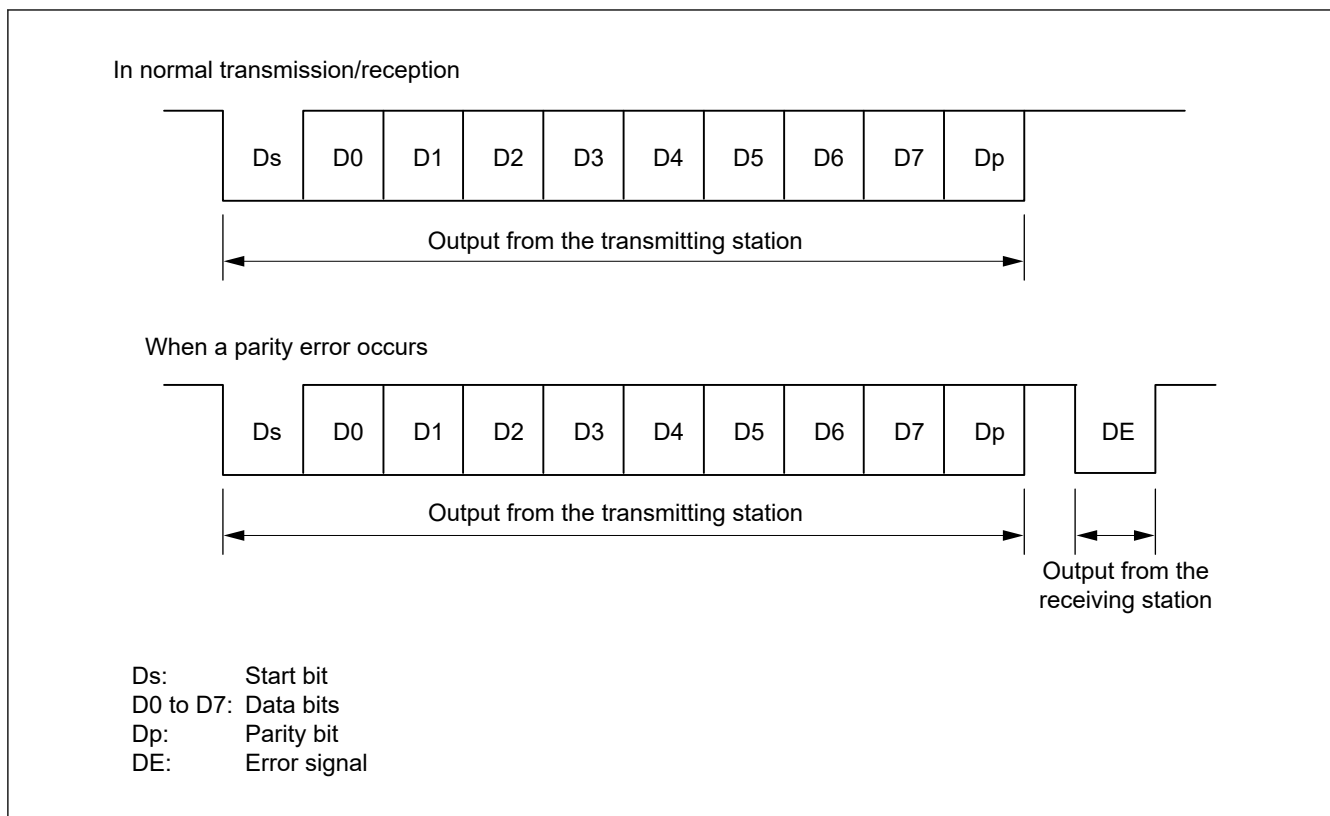 In normal transmission/reception
Ds D0 D1 D2 D3 D4 D5 D6 D7 Dp
Output from the transmitting station
When a parity error occurs
Ds D0 D1 D2 D3 D4 D5 D6 D7 Dp DE
Output from the transmitting station
Output from the
receiving station
Ds: Start bit
D0 to D7: Data bits
Dp: Parity bit
DE: Error signal